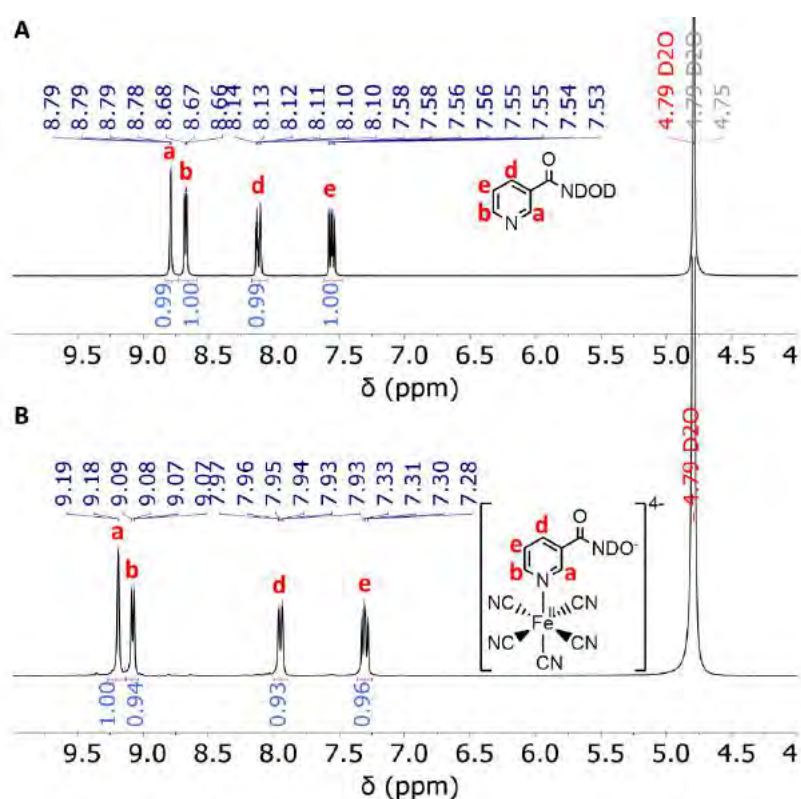 A
8.79 8.79 8.79 8.78 8.68 8.67 8.66 8.14 8.13 8.12 8.11 8.10 8.10 7.58 7.58 7.56 7.56 7.55 7.55 7.54 7.53
4.79 D2O 4.79 D2O 4.75
a b d e
d O
e NDOD
b N a
0.99 1.00 0.99 1.00
9.5 9.0 8.5 8.0 7.5 7.0 6.5 6.0 5.5 5.0 4.5 4
δ (ppm)
B
9.19 9.18 9.09 9.08 9.07 9.07 7.97 7.96 7.95 7.94 7.93 7.93 7.33 7.31 7.30 7.28
4.79 D2O
a b d e
4-
d O
e NDO-
b N a
NC CN
Fe II
NC CN
CN
1.00 0.94 0.93 0.96
9.5 9.0 8.5 8.0 7.5 7.0 6.5 6.0 5.5 5.0 4.5 4
δ (ppm)